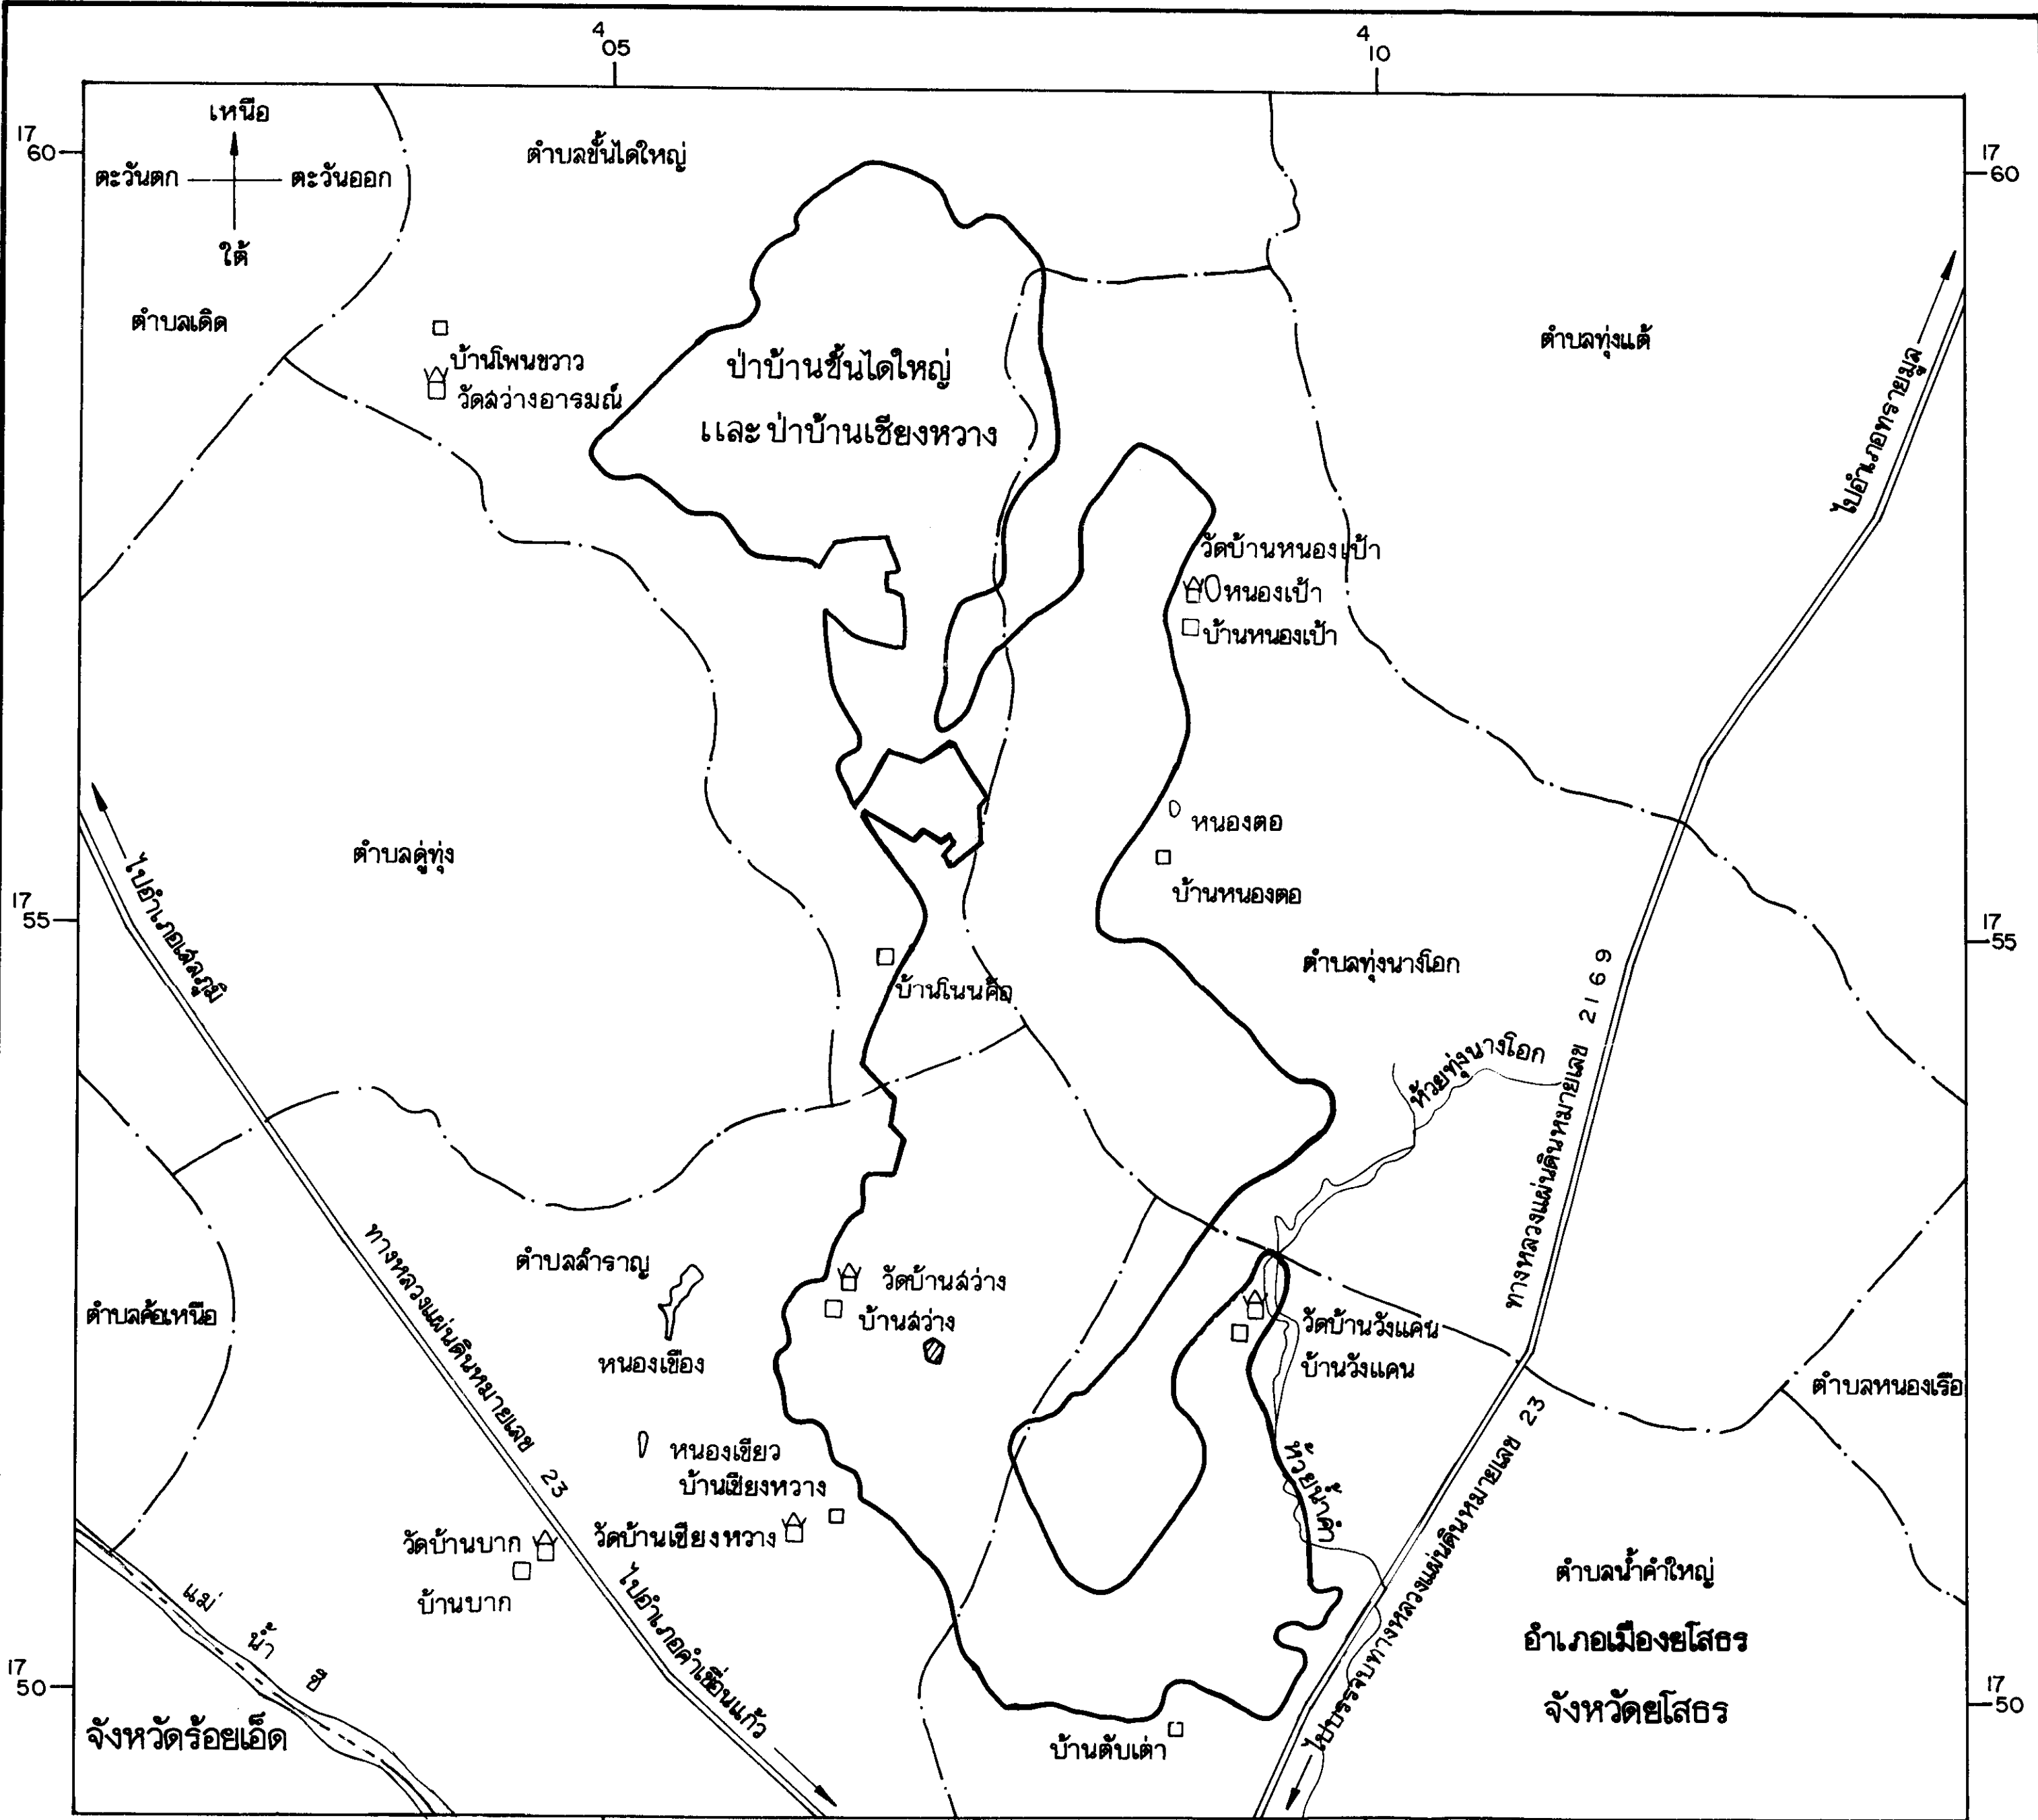 4
05
4
10
17
60
17
60
เหนือ
ตะวันตก
ตะวันออก
ใต้
ตำบลขั้นไดใหญ่
ตำบลเดิด
ตำบลทุ่งแต้
บ้านโพนขวาว
วัดสว่างอารมณ์
ป่าบ้านขั้นไดใหญ่
และป่าบ้านเชียงหวาง
ไปอำเภอทรายมูล
วัดบ้านหนองเป้า
หนองเป้า
บ้านหนองเป้า
หนองตอ
บ้านหนองตอ
ตำบลดู่ทุ่ง
ไปอำเภอเสลภูมิ
17
55
17
55
บ้านโนนคือ
ตำบลทุ่งนางโอก
ห้วยทุ่งนางโอก
ทางหลวงแผ่นดินหมายเลข 2169
ตำบลสำราญ
ทางหลวงแผ่นดินหมายเลข 23
ตำบลค้อเหนือ
หนองเขือง
วัดบ้านสว่าง
บ้านสว่าง
วัดบ้านวังแคน
บ้านวังแคน
ตำบลหนองเรือ
หนองเขียว
บ้านเชียงหวาง
วัดบ้านเชียงหวาง
วัดบ้านบาก
บ้านบาก
ห้วยน้ำคำ
ไปบรรจบทางหลวงแผ่นดินหมายเลข 23
ไปอำเภอคำเขื่อนแก้ว
แม่
น้ำ
ชี
ตำบลน้ำคำใหญ่
อำเภอเมืองยโสธร
จังหวัดยโสธร
17
50
17
50
จังหวัดร้อยเอ็ด
บ้านตับเต่า